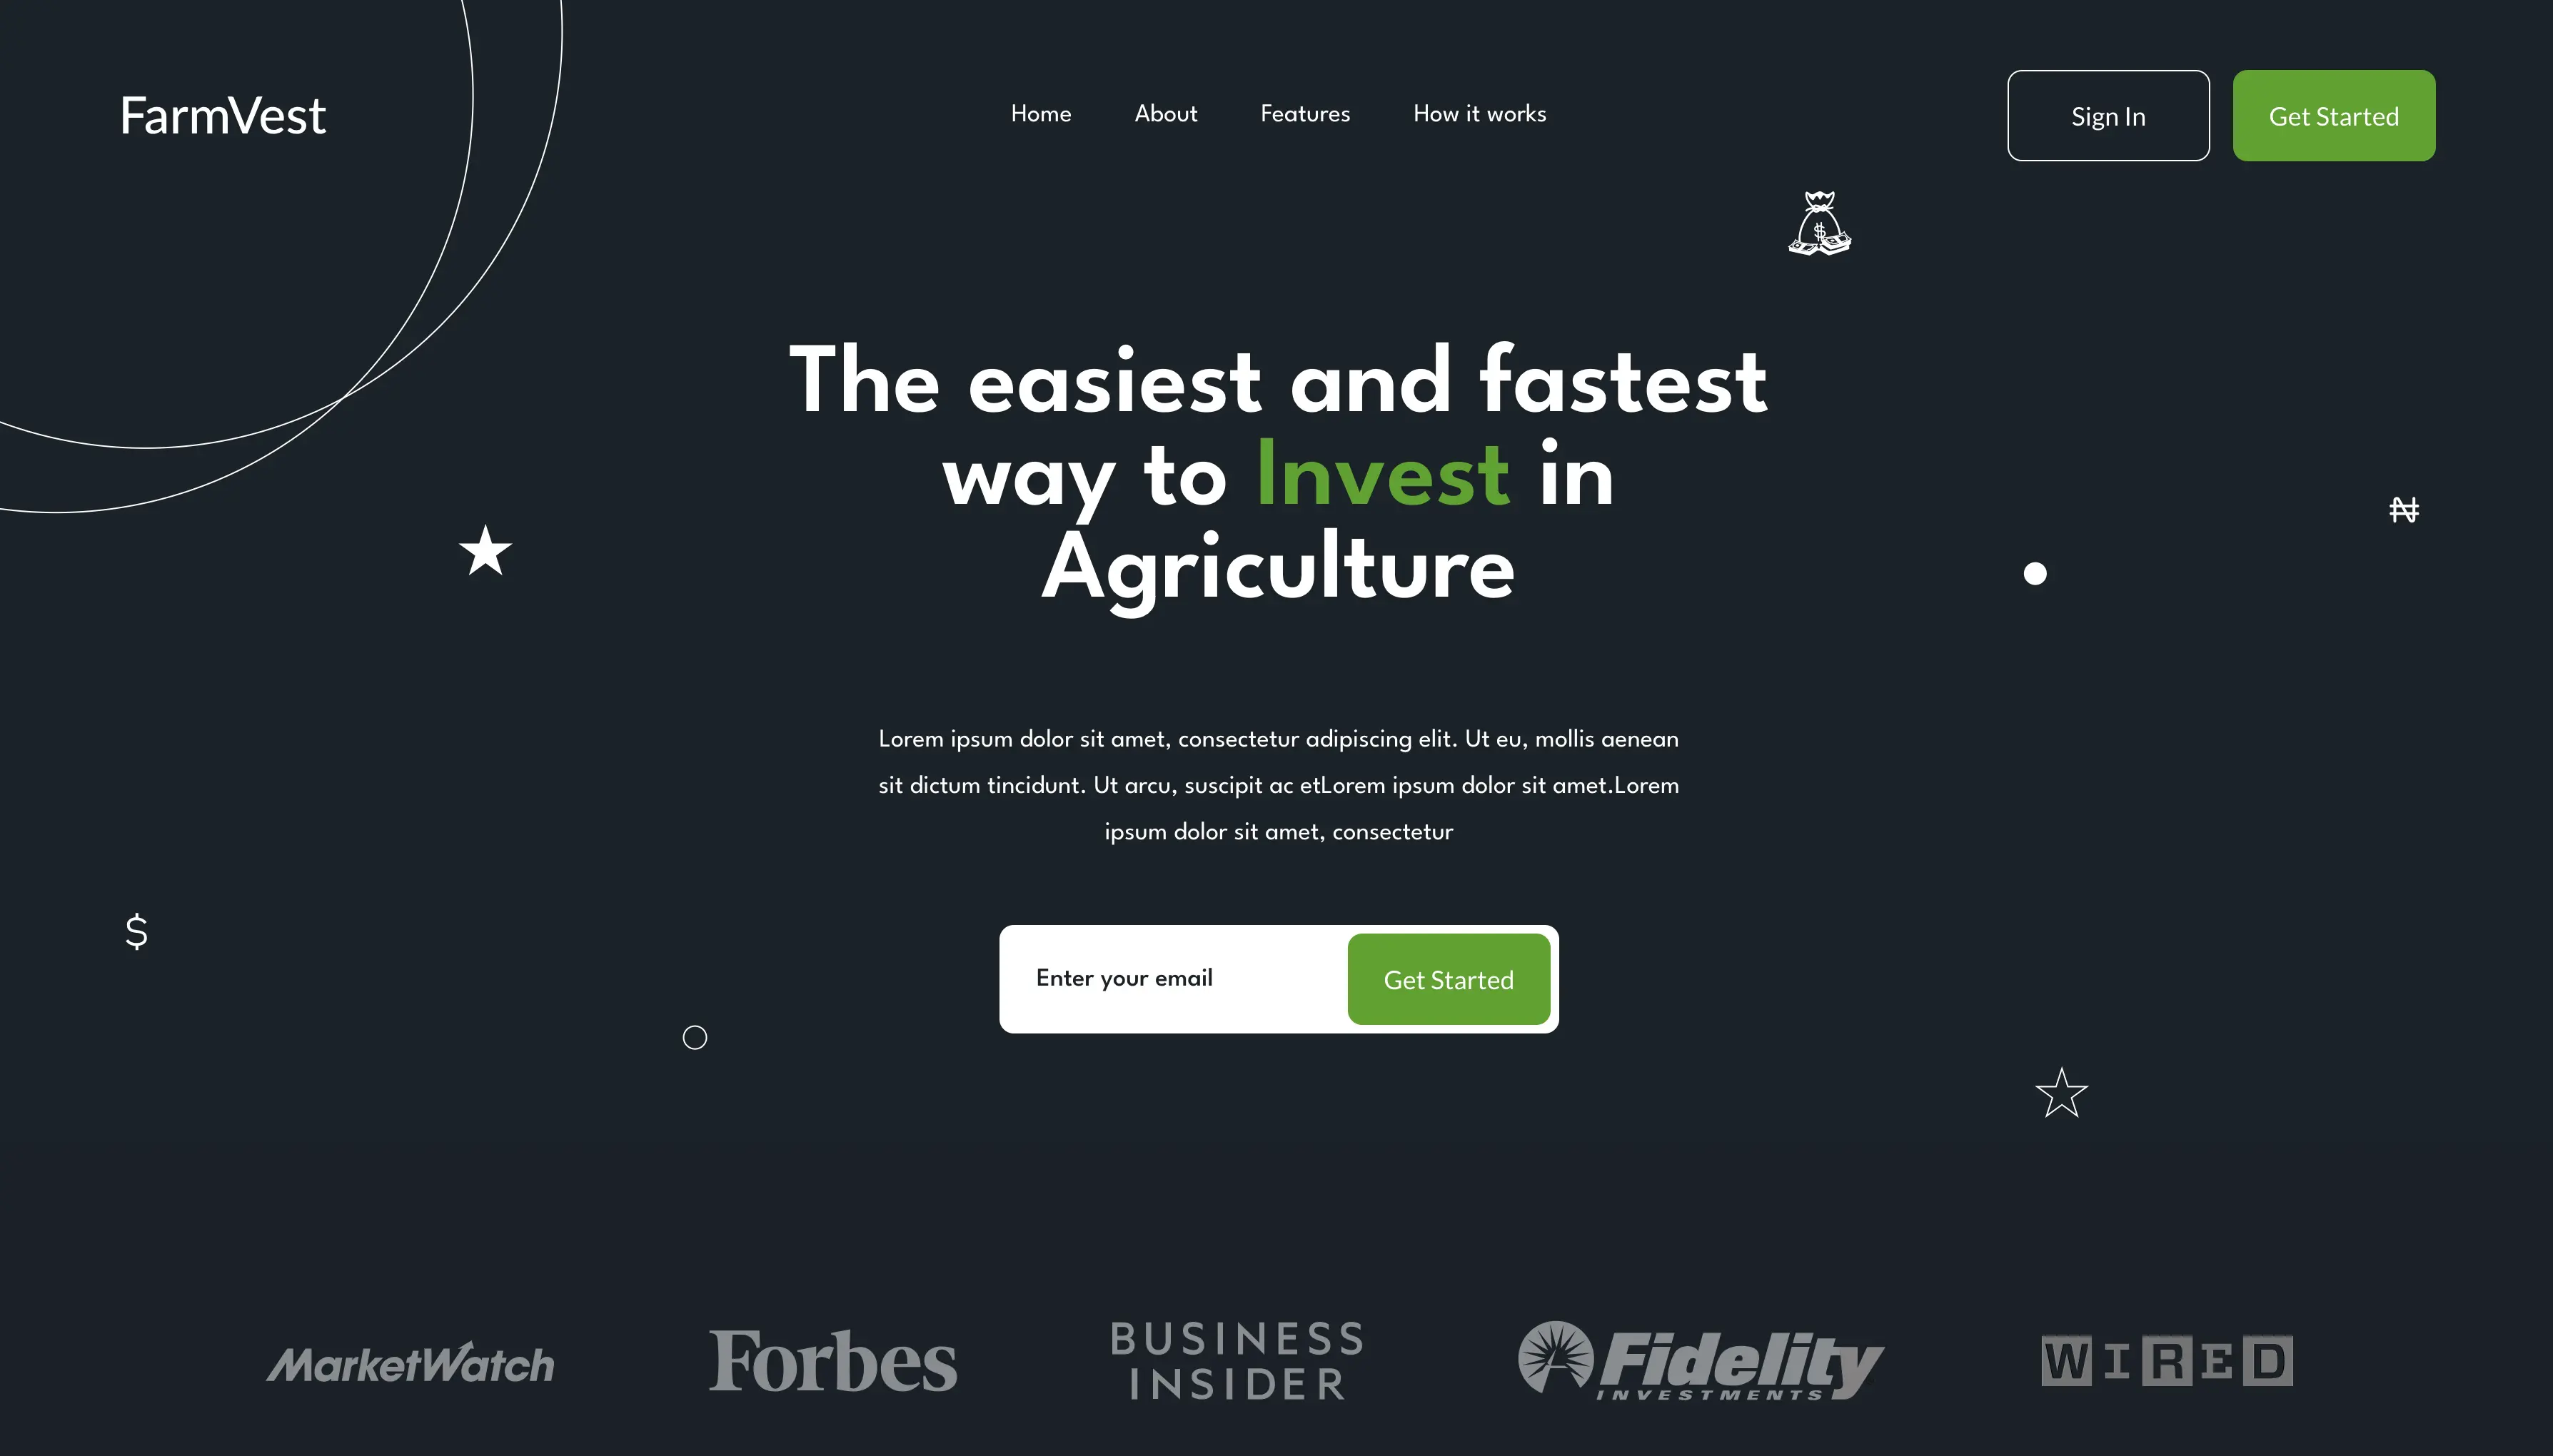 FarmVest
Home About Features How it works
Sign In
Get Started
$
The easiest and fastest
way to Invest in
Agriculture
₦
Lorem ipsum dolor sit amet, consectetur adipiscing elit. Ut eu, mollis aenean
sit dictum tincidunt. Ut arcu, suscipit ac etLorem ipsum dolor sit amet.Lorem
ipsum dolor sit amet, consectetur
$
Enter your email
Get Started
MarketWatch
Forbes
BUSINESS
INSIDER
Fidelity
INVESTMENTS
WIRED